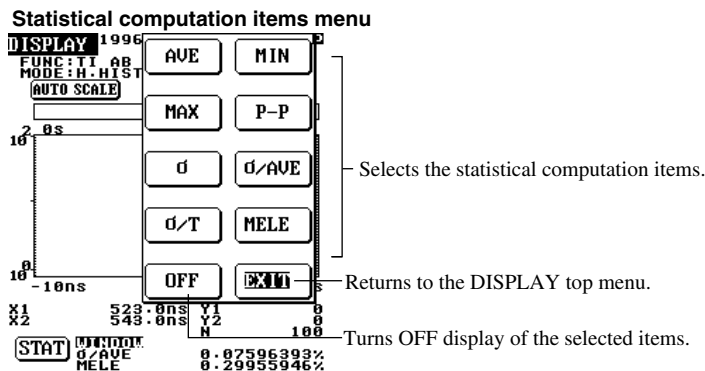 Statistical computation items menu
DISPLAY 1996
FUNC:TI AB
MODE:H.HIST
AUTO SCALE
AVE MIN
MAX P-P
σ σ/AVE
σ/T MELE
OFF EXIT
Selects the statistical computation items.
Returns to the DISPLAY top menu.
Turns OFF display of the selected items.
10 2 0s
10 0
-10ns s
X1 523.0ns Y1 0
X2 543.0ns Y2 0
N 100
STAT WINDOW
σ/AVE 0.07596393%
MELE 0.29955946%